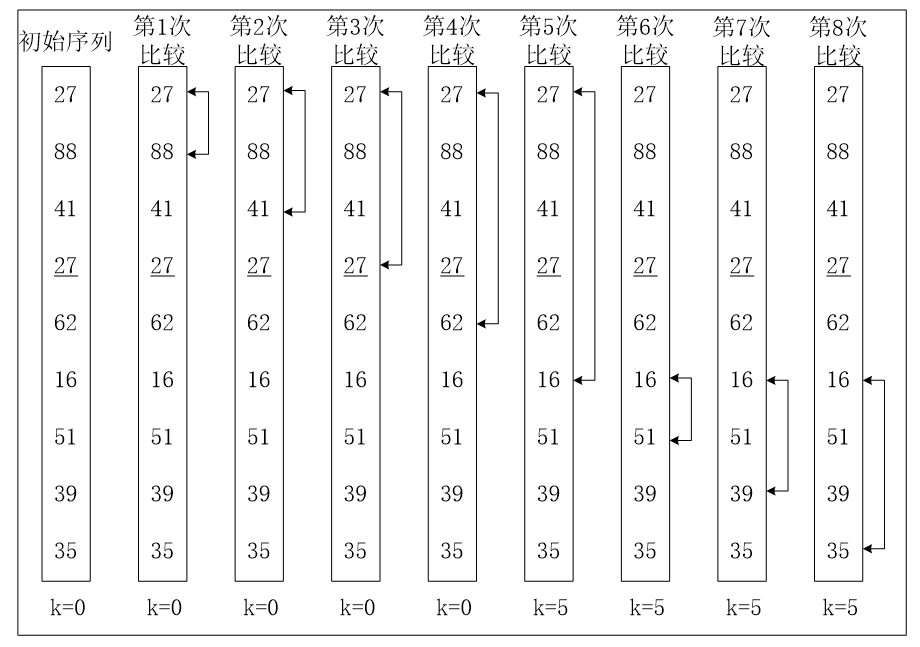 初始序列 第1次比较 第2次比较 第3次比较 第4次比较 第5次比较 第6次比较 第7次比较 第8次比较
27 27 27 27 27 27 27 27 27
88 88 88 88 88 88 88 88 88
41 41 41 41 41 41 41 41 41
27 27 27 27 27 27 27 27 27
62 62 62 62 62 62 62 62 62
16 16 16 16 16 16 16 16 16
51 51 51 51 51 51 51 51 51
39 39 39 39 39 39 39 39 39
35 35 35 35 35 35 35 35 35
k=0 k=0 k=0 k=0 k=0 k=5 k=5 k=5 k=5